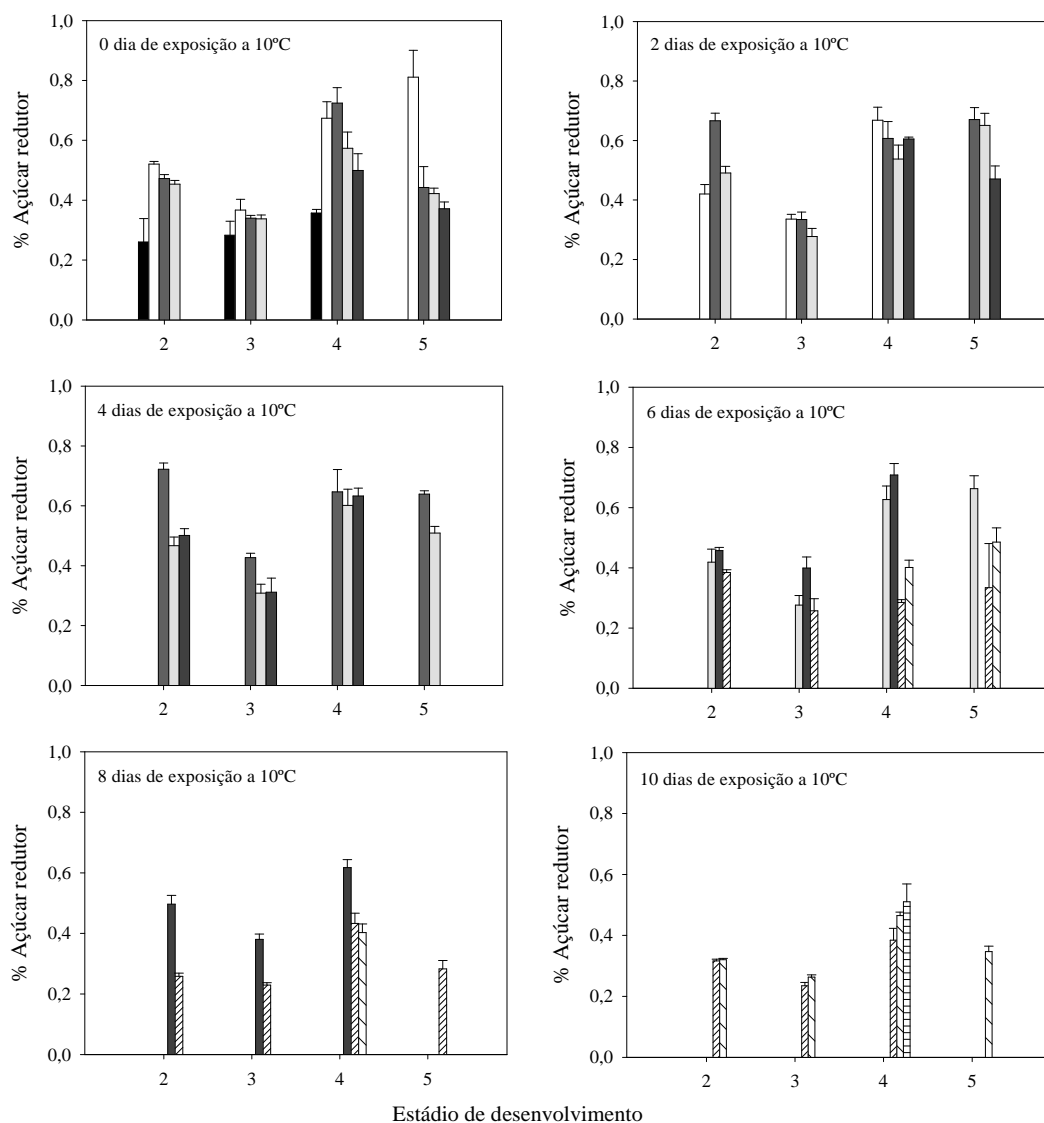 1,0
0 dia de exposição a 10ºC
0,8
0,6
0,4
0,2
0,0
% Açúcar redutor
2 3 4 5
1,0
2 dias de exposição a 10ºC
0,8
0,6
0,4
0,2
0,0
% Açúcar redutor
2 3 4 5
1,0
4 dias de exposição a 10ºC
0,8
0,6
0,4
0,2
0,0
% Açúcar redutor
2 3 4 5
1,0
6 dias de exposição a 10ºC
0,8
0,6
0,4
0,2
0,0
% Açúcar redutor
2 3 4 5
1,0
8 dias de exposição a 10ºC
0,8
0,6
0,4
0,2
0,0
% Açúcar redutor
2 3 4 5
1,0
10 dias de exposição a 10ºC
0,8
0,6
0,4
0,2
0,0
% Açúcar redutor
2 3 4 5
Estádio de desenvolvimento